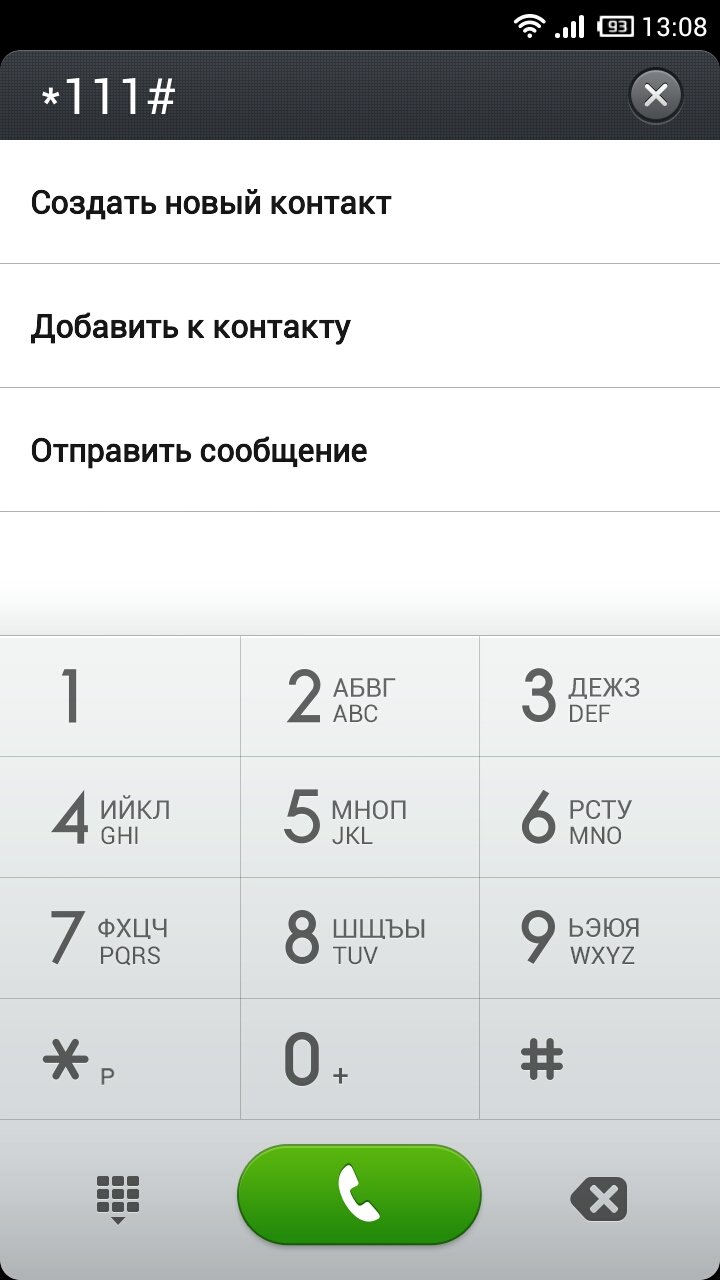 93 13:08
*111#
Создать новый контакт
Добавить к контакту
Отправить сообщение
1 2 АБВГ ABC 3 ДЕЖЗ DEF
4 ИЙКЛ GHI 5 МНОП JKL 6 РСТУ MNO
7 ФХЦЧ PQRS 8 ШЩЪЫ TUV 9 ЬЭЮЯ WXYZ
* P 0 + #